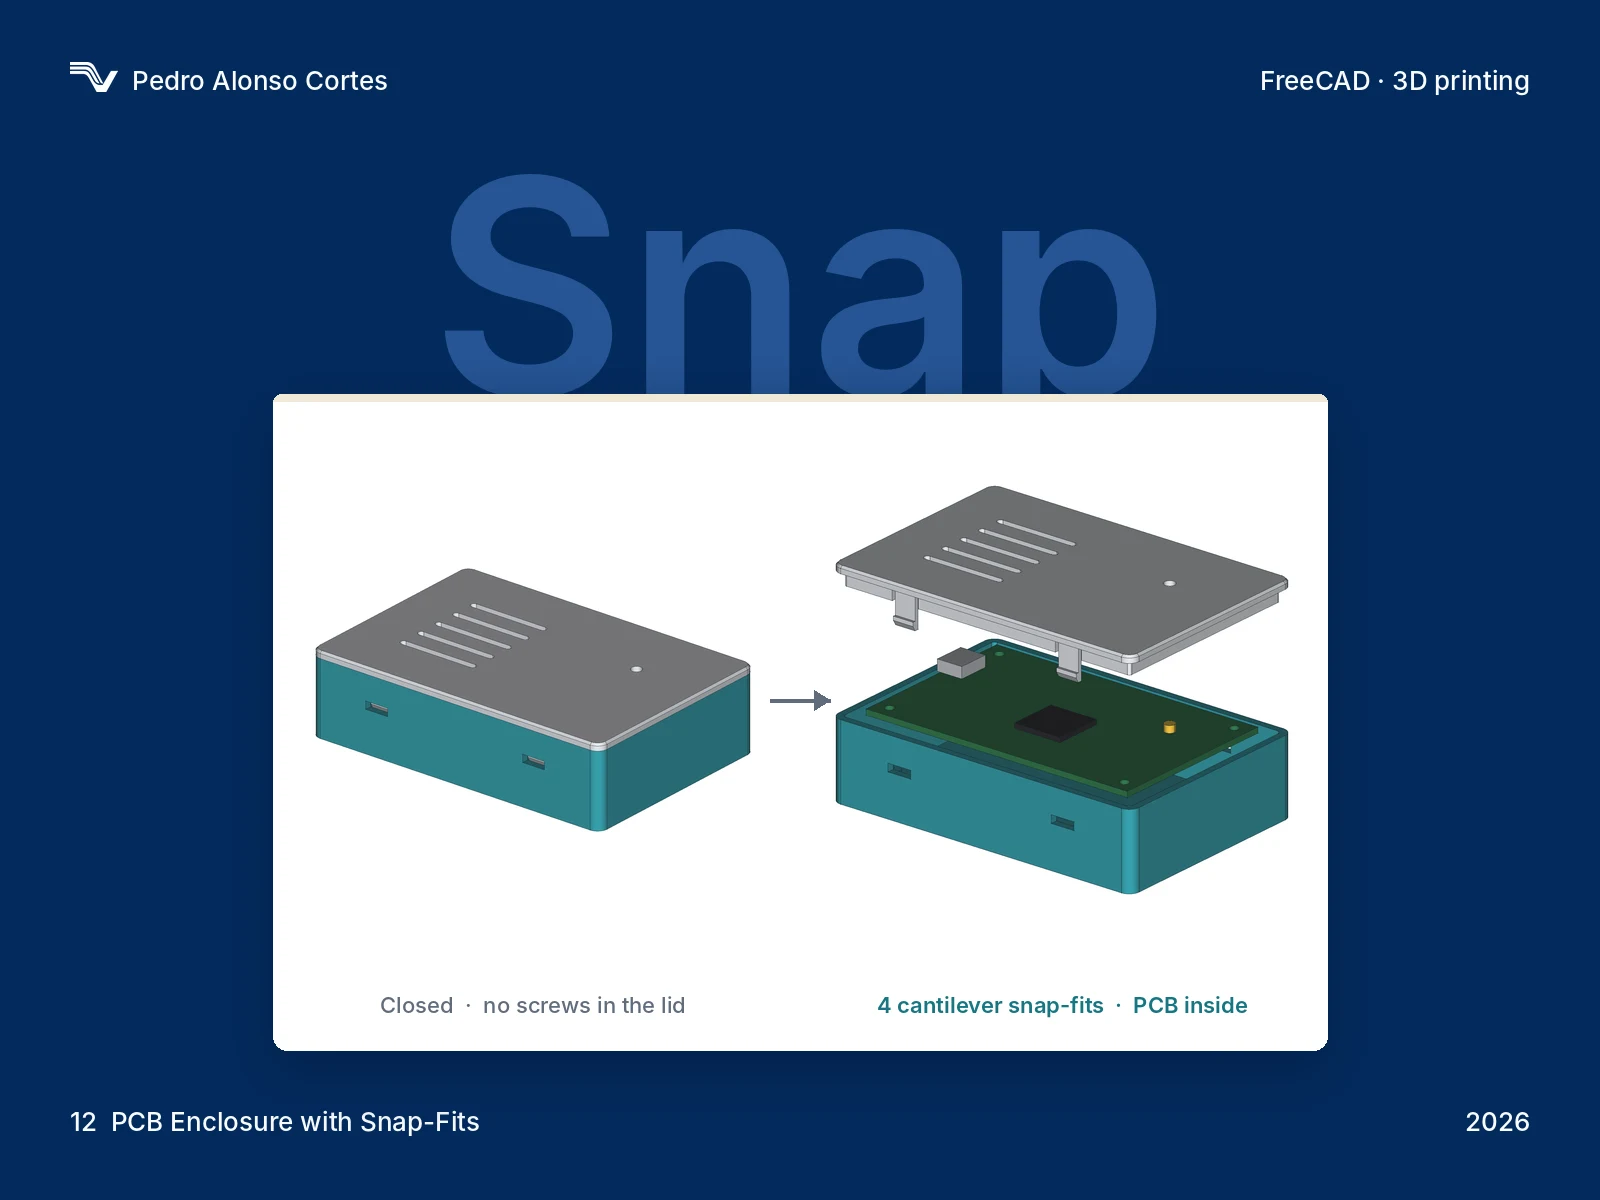 Pedro Alonso Cortes
FreeCAD · 3D printing
Snap
Closed · no screws in the lid
4 cantilever snap-fits · PCB inside
12 PCB Enclosure with Snap-Fits
2026